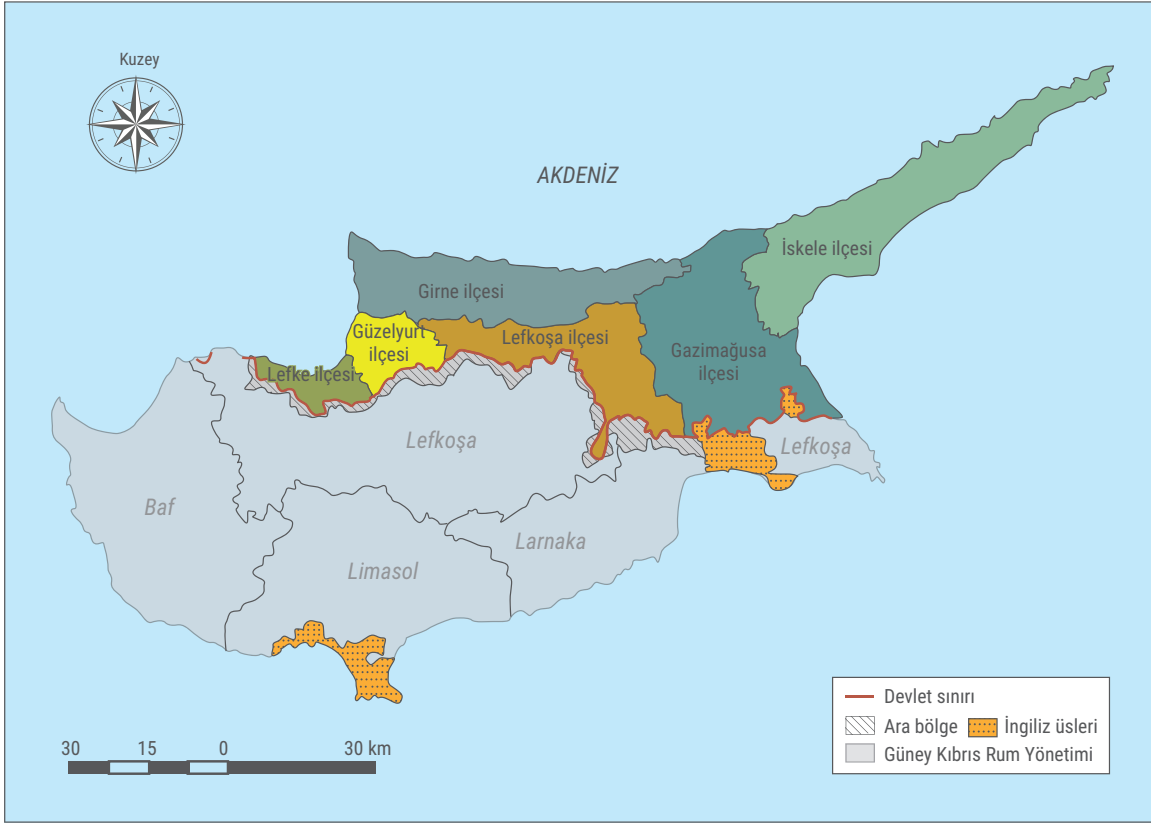 Kuzey
AKDENİZ
İskele ilçesi
Girne ilçesi
Güzelyurt
ilçesi
Lefkoşa ilçesi
Gazimağusa
ilçesi
Lefke ilçesi
Lefkoşa
Lefkoşa
Baf
Larnaka
Limasol
Devlet sınırı
Ara bölge İngiliz üsleri
Güney Kıbrıs Rum Yönetimi
30 15 0 30 km